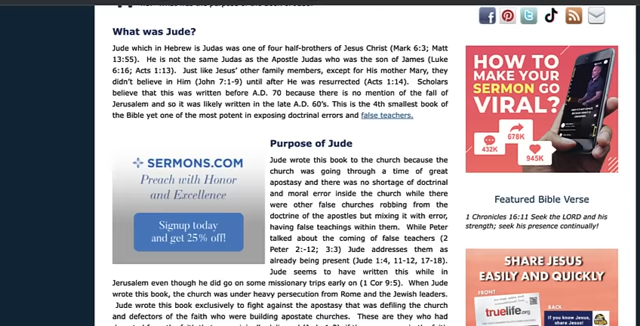 What was Jude?
Jude which in Hebrew is Judas was one of four half-brothers of Jesus Christ (Mark 6:3; Matt
13:55). He is not the same Judas as the Apostle Judas who was the son of James (Luke
6:16; Acts 1:13). Just like Jesus' other family members, except for His mother Mary, they
didn't believe in Him (John 7:1-9) until after He was resurrected (Acts 1:14). Scholars
believe that this was written before A.D. 70 because there is no mention of the fall of
Jerusalem and so it was likely written in the late A.D. 60's. This is the 4th smallest book of
the Bible yet one of the most potent in exposing doctrinal errors and false teachers.
SERMONS.COM
Preach with Honor
and Excellence
Signup today
and get 25% off!
Purpose of Jude
Jude wrote this book to the church because the
church was going through a time of great
apostasy and there was no shortage of doctrinal
and moral error inside the church while there
were other false churches robbing from the
doctrine of the apostles but mixing it with error,
having false teachings within them. While Peter
talked about the coming of false teachers (2
Peter 2:-12; 3:3) Jude addresses them as
already being present (Jude 1:4, 11-12, 17-18).
Jude seems to have written this while in
Jerusalem even though he did go on some missionary trips early on (1 Cor 9:5). When Jude
wrote this book, the church was under heavy persecution from Rome and the Jewish leaders.
Jude wrote this book exclusively to fight against the apostasy that was defiling the church
and defectors of the faith who were building apostate churches. These are they who had
HOW TO
MAKE YOUR
SERMON GO
VIRAL?
678K
432K
945K
Featured Bible Verse
1 Chronicles 16:11 Seek the LORD and his
strength; seek his presence continually!
SHARE JESUS
EASILY AND QUICKLY
FRONT
truelife.org
BACK
If you know Jesus,
share Jesus!